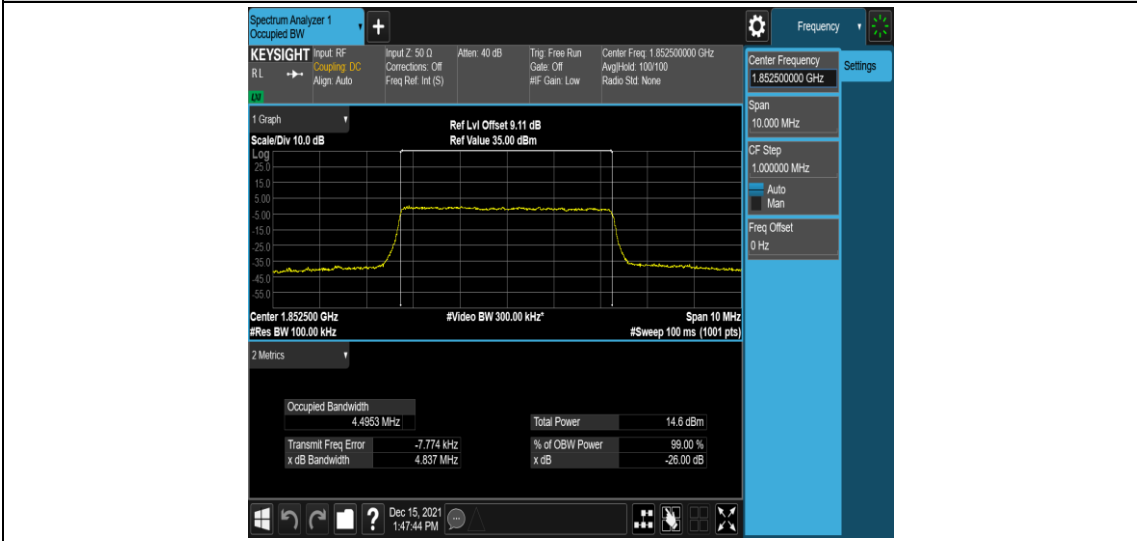 Spectrum Analyzer 1
Occupied BW
+
Frequency
KEYSIGHT
RL
Input: RF
Coupling: DC
Align: Auto
Input Z: 50 Ω
Corrections: Off
Freq Ref: Int (S)
Atten: 40 dB
Trig: Free Run
Gate: Off
#IF Gain: Low
Center Freq: 1.852500000 GHz
Avg|Hold: 100/100
Radio Std: None
Center Frequency
1.852500000 GHz
Settings
Span
10.000 MHz
CF Step
1.000000 MHz
Auto
Man
Freq Offset
0 Hz
1 Graph
Scale/Div 10.0 dB
Ref Lvl Offset 9.11 dB
Ref Value 35.00 dBm
Log
25.0
15.0
5.00
-5.00
-15.0
-25.0
-35.0
-45.0
-55.0
Center 1.852500 GHz
#Res BW 100.00 kHz
#Video BW 300.00 kHz*
Span 10 MHz
#Sweep 100 ms (1001 pts)
2 Metrics
Occupied Bandwidth
4.4953 MHz
Transmit Freq Error -7.774 kHz
x dB Bandwidth 4.837 MHz
Total Power 14.6 dBm
% of OBW Power 99.00 %
x dB -26.00 dB
?
Dec 15, 2021
1:47:44 PM